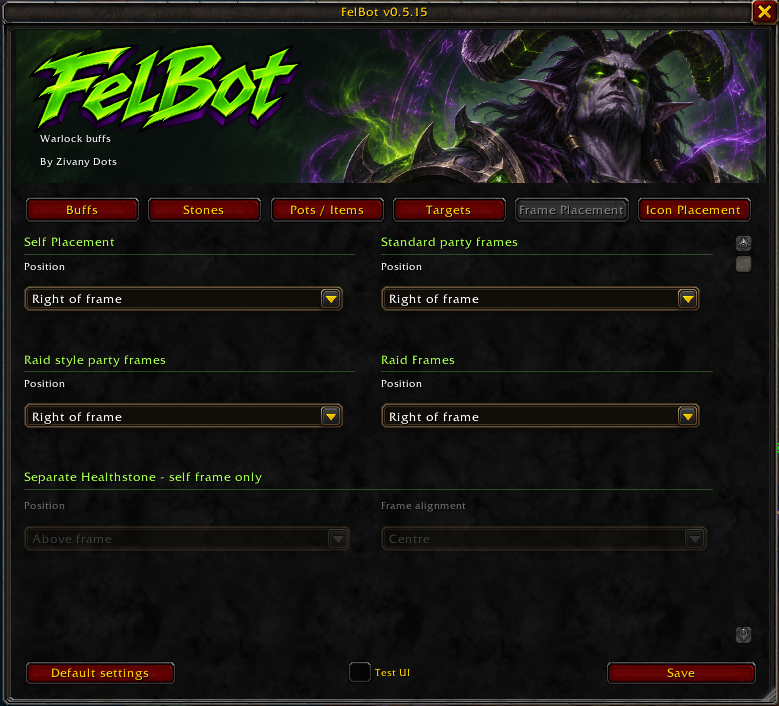 FelBot v0.5.15
FelBot
Warlock buffs
By Zivany Dots
Buffs Stones Pots / Items Targets Frame Placement Icon Placement
Self Placement Standard party frames
Position Position
Right of frame Right of frame
Raid style party frames Raid Frames
Position Position
Right of frame Right of frame
Separate Healthstone - self frame only
Position Frame alignment
Above frame Centre
Default settings Test UI Save